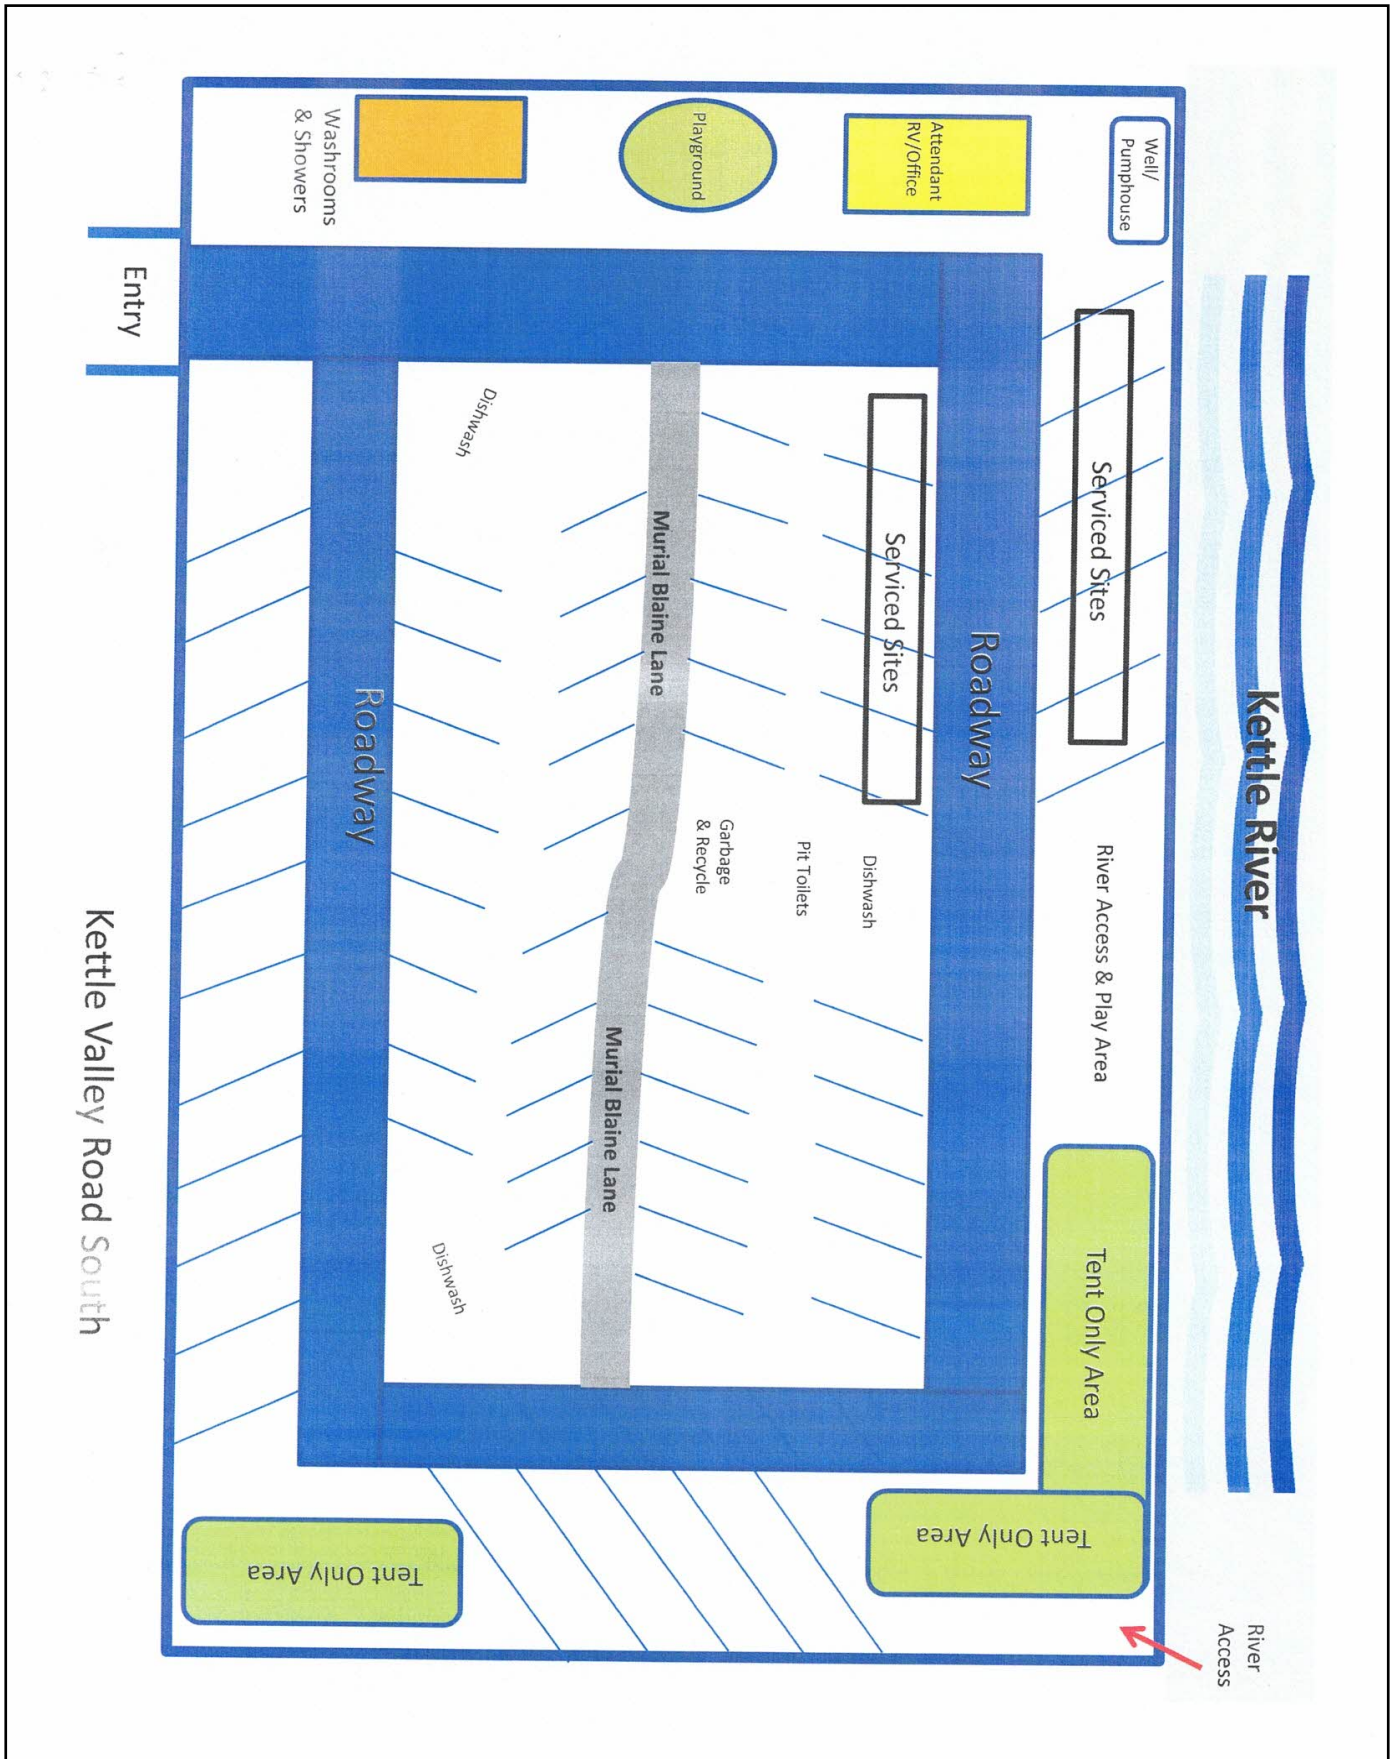 Kettle River
River
Access
Well/
Pumphouse
Serviced Sites
River Access & Play Area
Tent Only Area
Tent Only Area
Attendant
RV/Office
Roadway
Serviced Sites
Dishwash
Pit Toilets
Garbage
& Recycle
Playground
Murial Blaine Lane
Murial Blaine Lane
Dishwash
Dishwash
Washrooms
& Showers
Roadway
Tent Only Area
Entry
Kettle Valley Road South